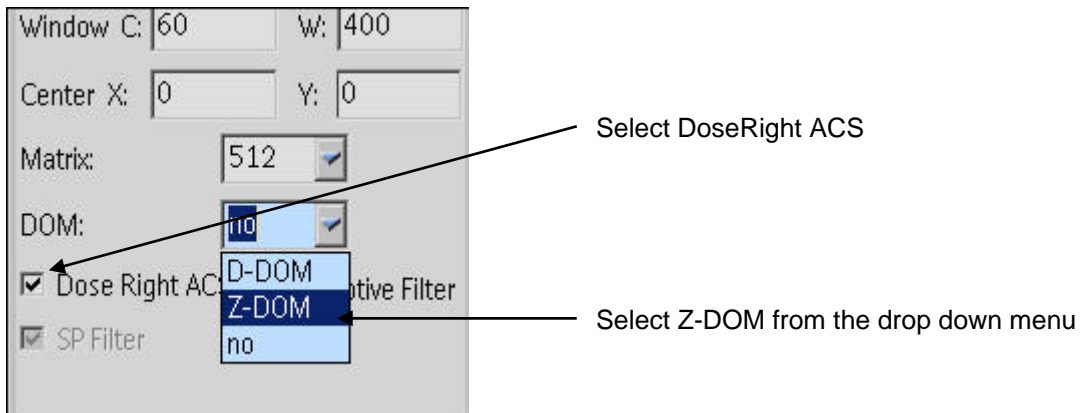 Window C: 60 W: 400
Center X: 0 Y: 0
Matrix: 512
Select DoseRight ACS
DOM: no
D-DOM
Dose Right AC
Filter
Z-DOM
Select Z-DOM from the drop down menu
SP Filter
no